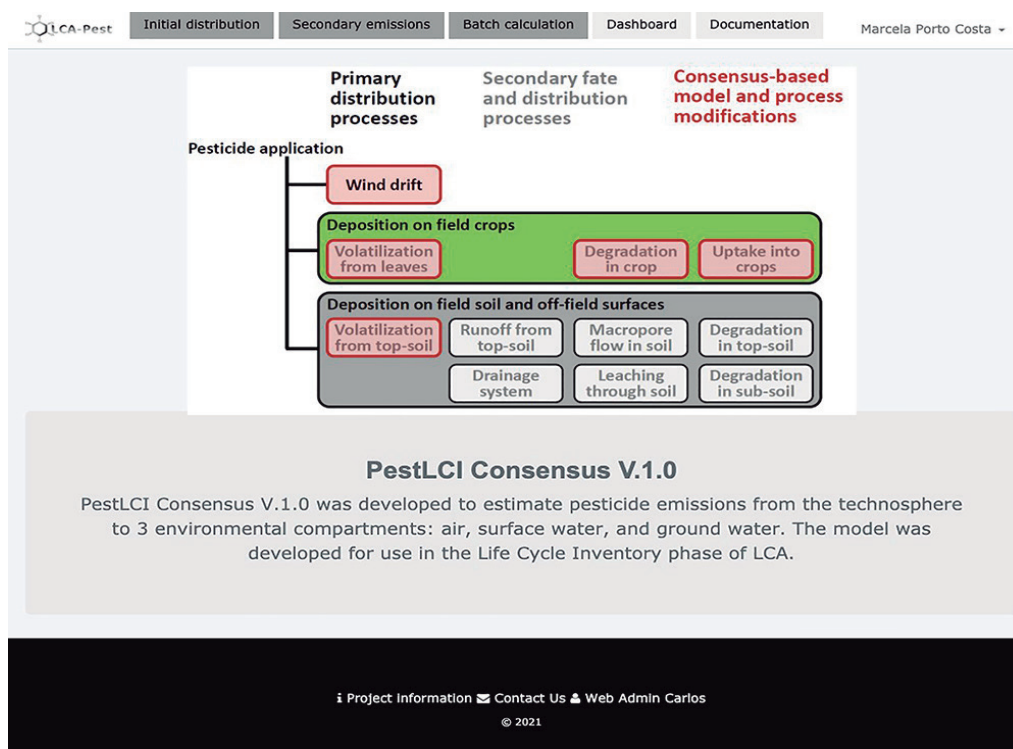 LCA-Pest
Initial distribution
Secondary emissions
Batch calculation
Dashboard
Documentation
Marcela Porto Costa
Primary
distribution
processes
Secondary fate
and distribution
processes
Consensus-based
model and process
modifications
Pesticide application
Wind drift
Deposition on field crops
Volatilization
from leaves
Degradation
in crop
Uptake into
crops
Deposition on field soil and off-field surfaces
Volatilization
from top-soil
Runoff from
top-soil
Macropore
flow in soil
Degradation
in top-soil
Drainage
system
Leaching
through soil
Degradation
in sub-soil
PestLCI Consensus V.1.0
PestLCI Consensus V.1.0 was developed to estimate pesticide emissions from the technosphere
to 3 environmental compartments: air, surface water, and ground water. The model was
developed for use in the Life Cycle Inventory phase of LCA.
Project Information Contact Us Web Admin Carlos
© 2021